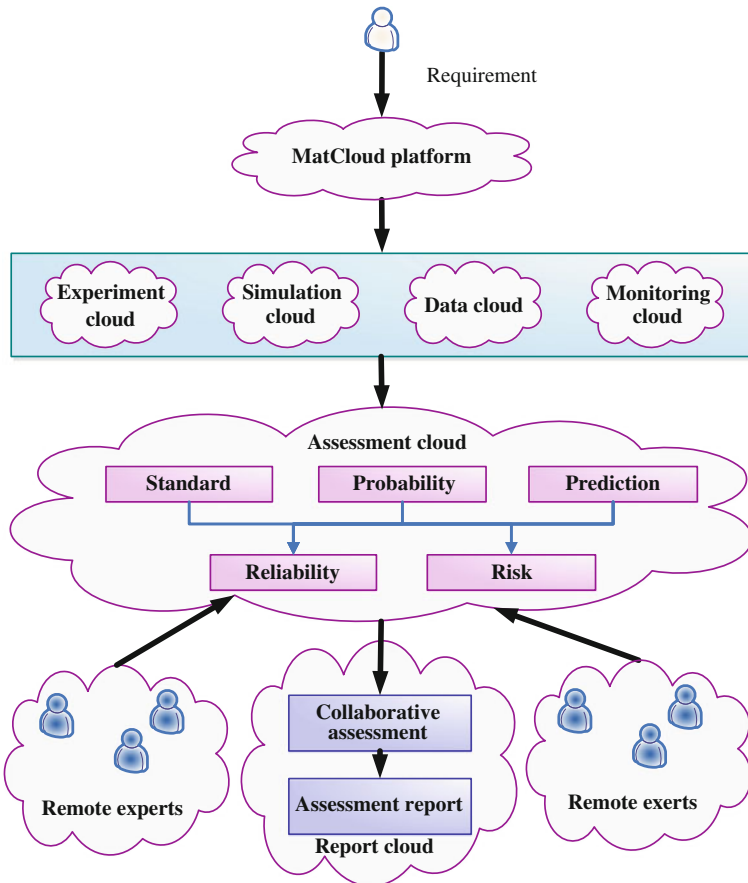 Requirement
MatCloud platform
Experiment
cloud
Simulation
cloud
Data cloud
Monitoring
cloud
Assessment cloud
Standard
Probability
Prediction
Reliability
Risk
Collaborative
assessment
Remote experts
Assessment report
Remote exerts
Report cloud